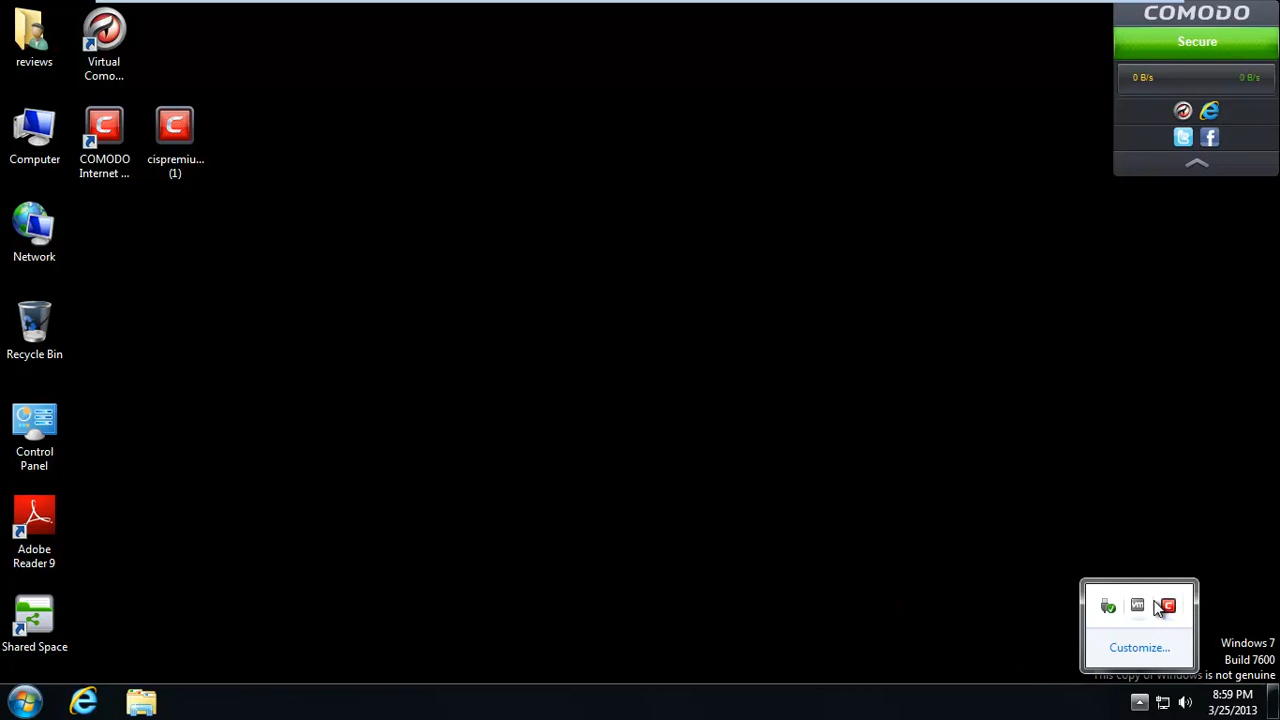 reviews
Virtual
Como...
Computer
COMODO
Internet ...
cispremiu...
(1)
Network
Recycle Bin
Control
Panel
Adobe
Reader 9
Shared Space
COMODO
Secure
0 B/s
0 B/s
vm
C
Customize...
Windows 7
Build 7600
This copy of Windows is not genuine
8:59 PM
3/25/2013